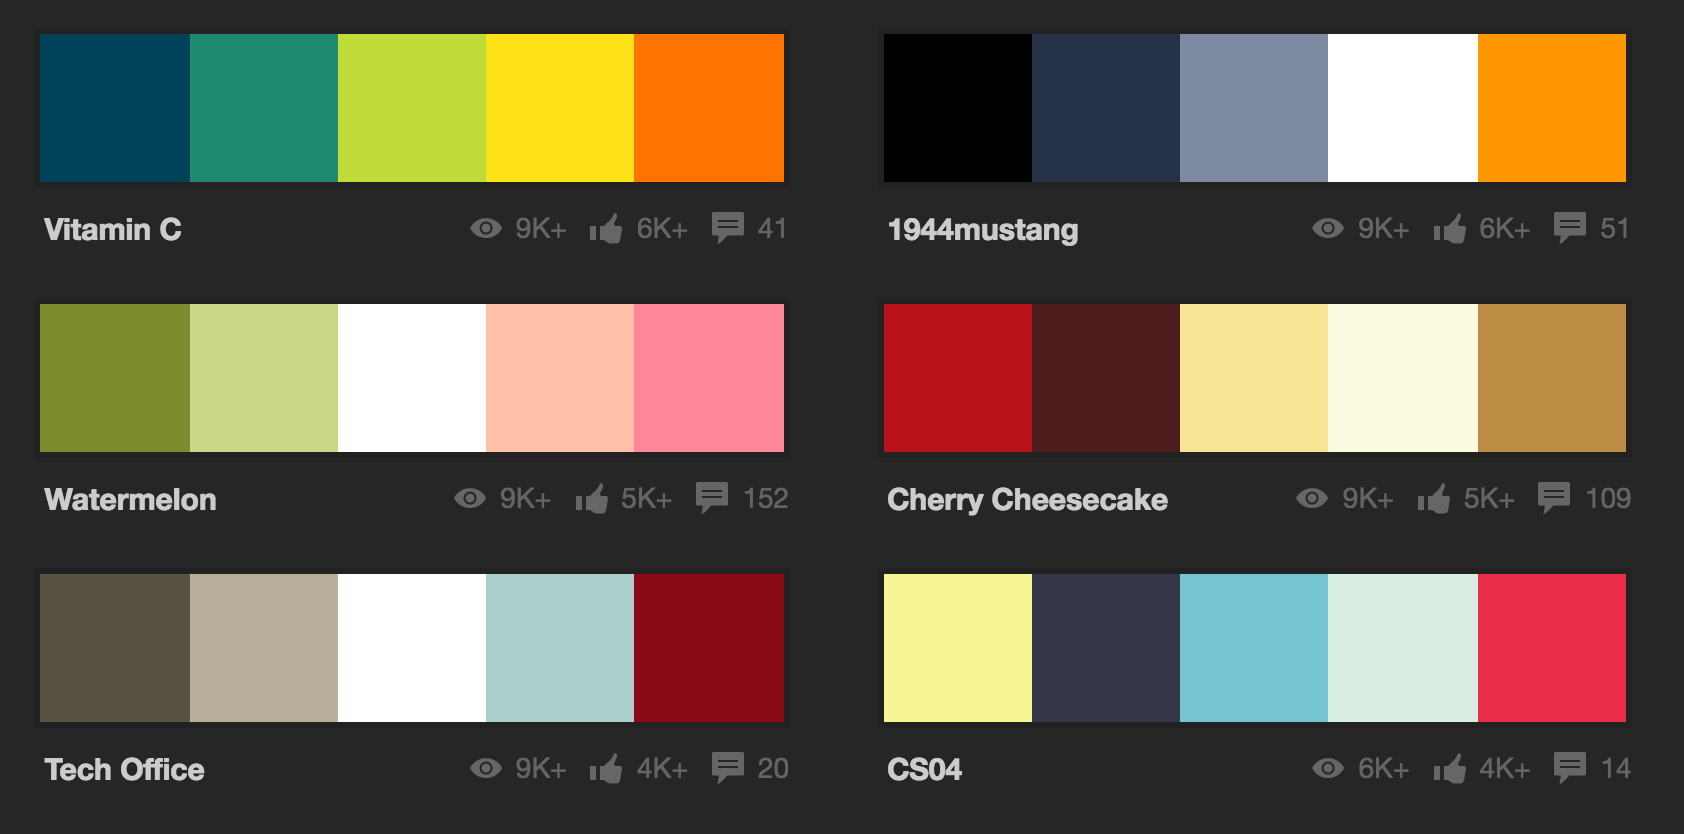 Vitamin C 9K+ 6K+ 41
1944mustang 9K+ 6K+ 51
Watermelon 9K+ 5K+ 152
Cherry Cheesecake 9K+ 5K+ 109
Tech Office 9K+ 4K+ 20
CS04 6K+ 4K+ 14